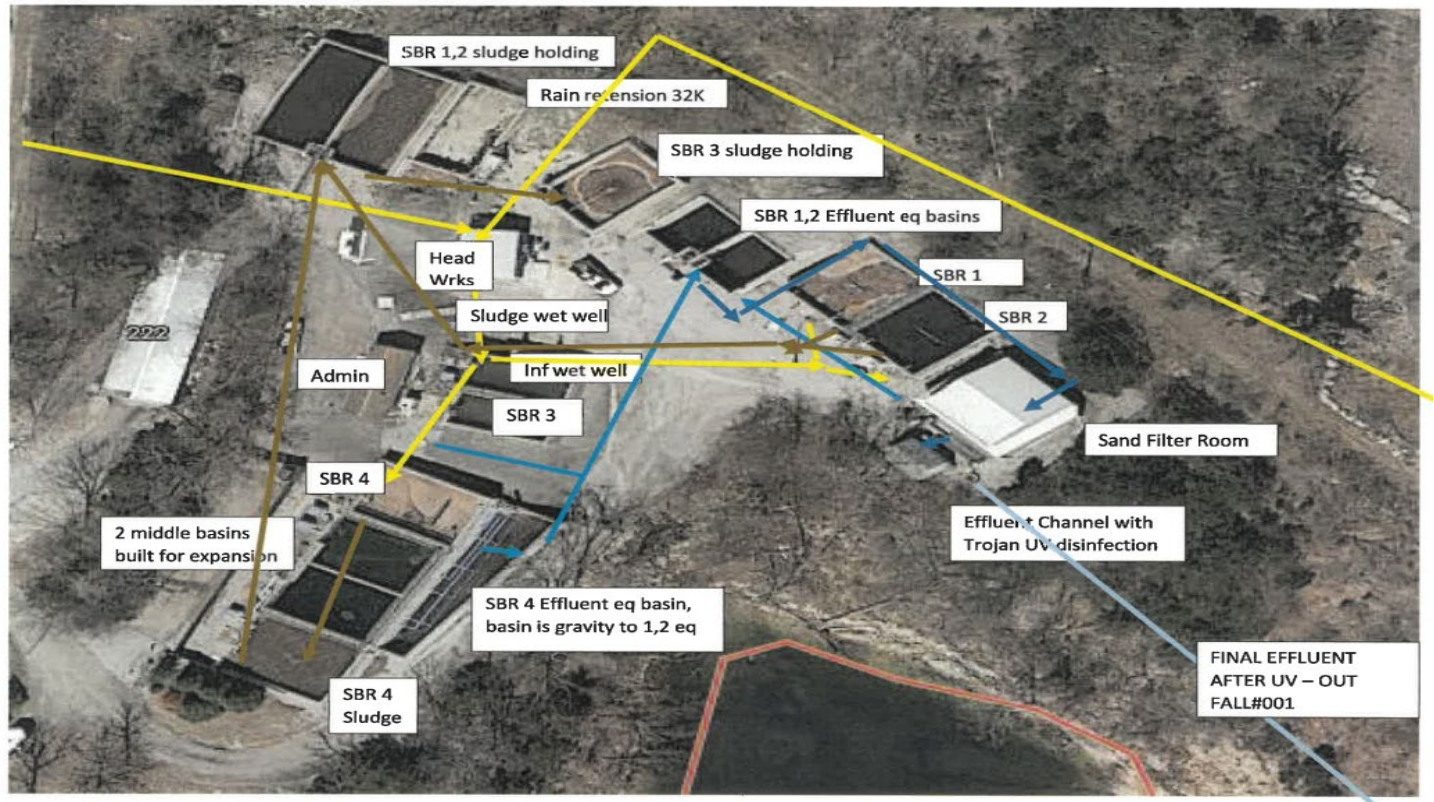 SBR 1,2 sludge holding
Rain retension 32K
SBR 3 sludge holding
SBR 1,2 Effluent eq basins
Head
Wrks
SBR 1
Sludge wet well
SBR 2
222
Admin
Inf wet well
SBR 3
Sand Filter Room
SBR 4
2 middle basins
built for expansion
Effluent Channel with
Trojan UV disinfection
SBR 4 Effluent eq basin,
basin is gravity to 1,2 eq
FINAL EFFLUENT
AFTER UV – OUT
FALL#001
SBR 4
Sludge